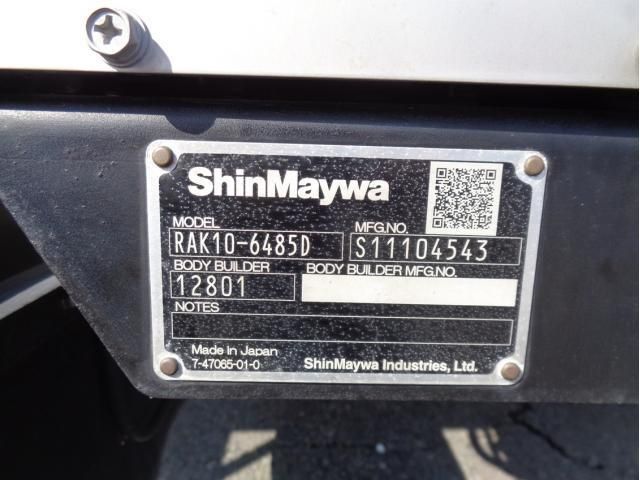 ShinMaywa
MODEL
MFG.NO.
RAK10-6485D
S11104543
BODY BUILDER
BODY BUILDER MFG.NO.
12801
NOTES
Made in Japan
7-47065-01-0
ShinMaywa Industries, Ltd.